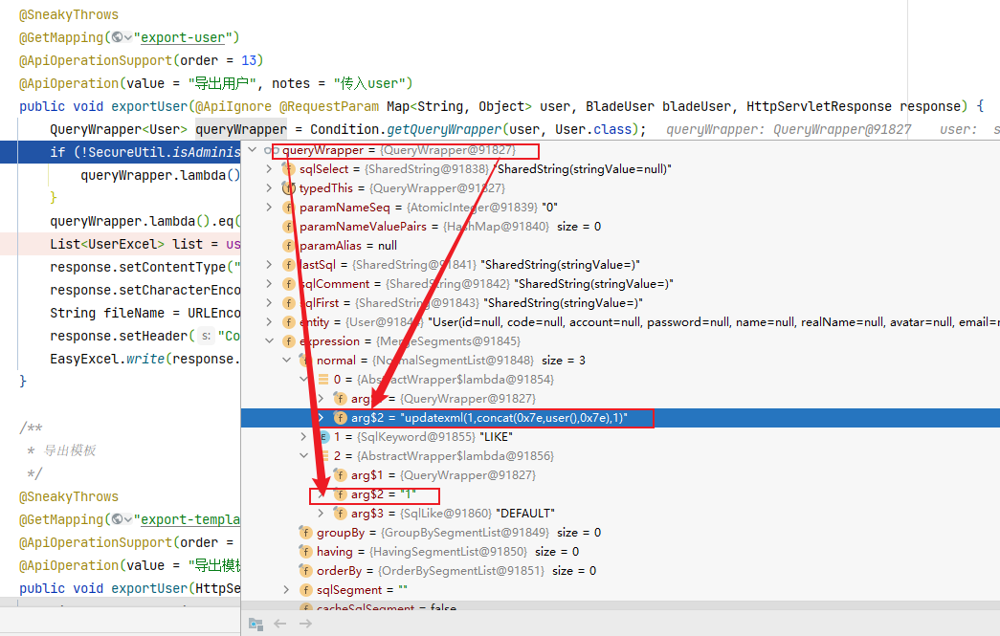 @SneakyThrows
@GetMapping("export-user")
@ApiOperationSupport(order = 13)
@ApiOperation(value = "导出用户", notes = "传入user")
public void exportUser(@ApiIgnore @RequestParam Map<String, Object> user, BladeUser bladeUser, HttpServletResponse response) {
QueryWrapper<User> queryWrapper = Condition.getQueryWrapper(user, User.class); queryWrapper: QueryWrapper@91827 user: s
if (!SecureUtil.isAdminis
queryWrapper.lambda()
}
queryWrapper.lambda().eq(
List<UserExcel> list = us
response.setContentType("
response.setCharacterEnco
String fileName = URLEnco
response.setHeader( s: "Co
EasyExcel.write(response.
}
/**
* 导出模板
*/
@SneakyThrows
@GetMapping("export-templa
@ApiOperationSupport(order =
@ApiOperation(value = "导出模板
public void exportUser(HttpSe
queryWrapper = {QueryWrapper@91827}
sqlSelect = {SharedString@91838} "SharedString(stringValue=null)"
typedThis = {QueryWrapper@91827}
paramNameSeq = {AtomicInteger@91839} "0"
paramNameValuePairs = {HashMap@91840} size = 0
paramAlias = null
lastSql = {SharedString@91841} "SharedString(stringValue=)"
sqlComment = {SharedString@91842} "SharedString(stringValue=)"
sqlFirst = {SharedString@91843} "SharedString(stringValue=)"
entity = {User@9184 "User(id=null, code=null, account=null, password=null, name=null, realName=null, avatar=null, email=n
expression = {MergeSegments@91845}
normal = {NormalSegmentList@91848} size = 3
0 = {AbstractWrapper$lambda@91854}
= {QueryWrapper@91827}
arg$2 = "updatexml(1,concat(0x7e,user(),0x7e),1)"
1 = {SqlKeyword@91855} "LIKE"
2 = {AbstractWrapper$lambda@91856}
arg$1 = {QueryWrapper@91827}
arg$2 = "1"
arg$3 = {SqlLike@91860} "DEFAULT"
groupBy = {GroupBySegmentList@91849} size = 0
having = {HavingSegmentList@91850} size = 0
orderBy = {OrderBySegmentList@91851} size = 0
sqlSegment = ""
cacheSqlSegment = false